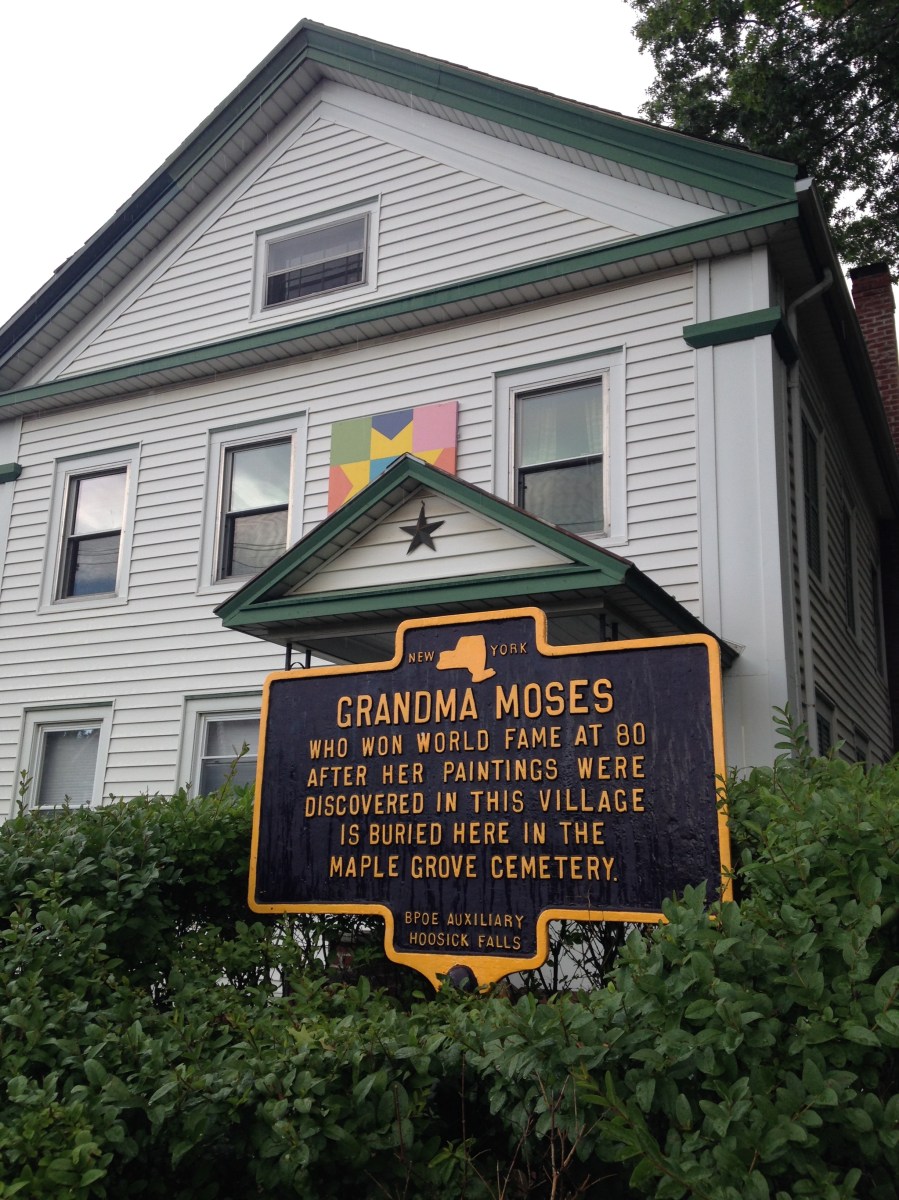 NEW YORK
GRANDMA MOSES
WHO WON WORLD FAME AT 80
AFTER HER PAINTINGS WERE
DISCOVERED IN THIS VILLAGE
IS BURIED HERE IN THE
MAPLE GROVE CEMETERY.
BPOE AUXILIARY
HOOSICK FALLS